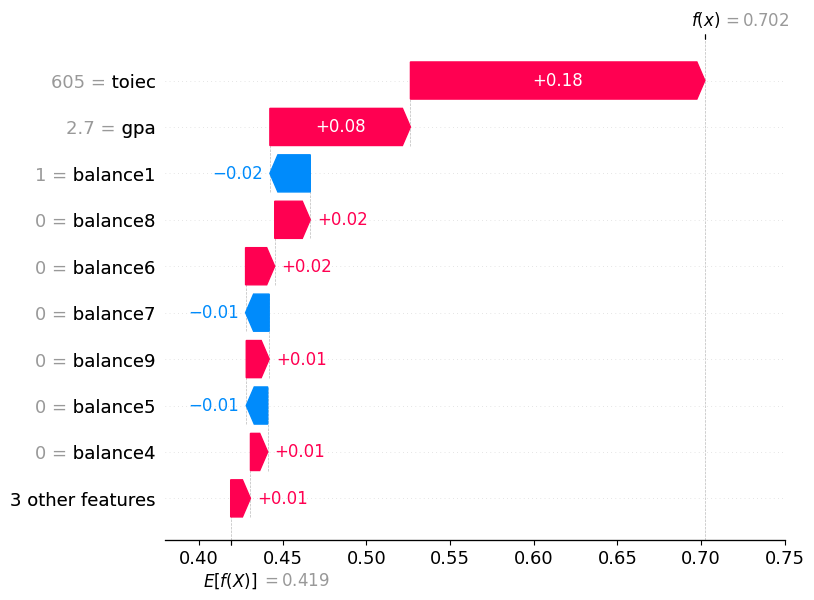 f(x) = 0.702
605 = toiec
+0.18
2.7 = gpa
+0.08
1 = balance1
−0.02
0 = balance8
+0.02
0 = balance6
+0.02
0 = balance7
−0.01
0 = balance9
+0.01
0 = balance5
−0.01
0 = balance4
+0.01
3 other features
+0.01
0.40 0.45 0.50 0.55 0.60 0.65 0.70 0.75
E[f(X)] = 0.419